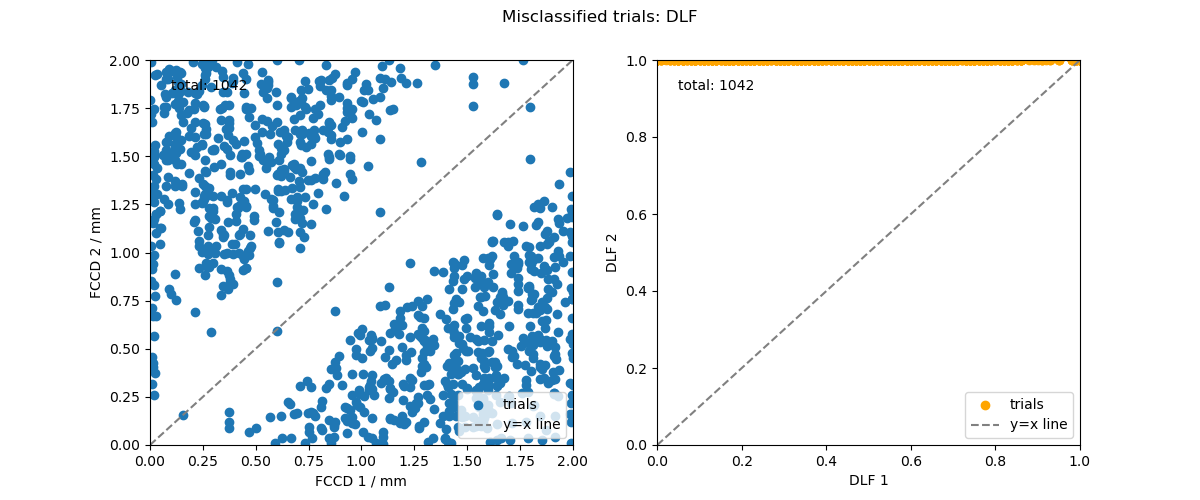 Misclassified trials: DLF
2.00
1.75
1.50
1.25
1.00
0.75
0.50
0.25
0.00
FCCD 2 / mm
total: 1042
trials
y=x line
0.00
0.25
0.50
0.75
1.00
1.25
1.50
1.75
2.00
FCCD 1 / mm
1.0
0.8
0.6
0.4
0.2
0.0
DLF 2
total: 1042
trials
y=x line
0.0
0.2
0.4
0.6
0.8
1.0
DLF 1